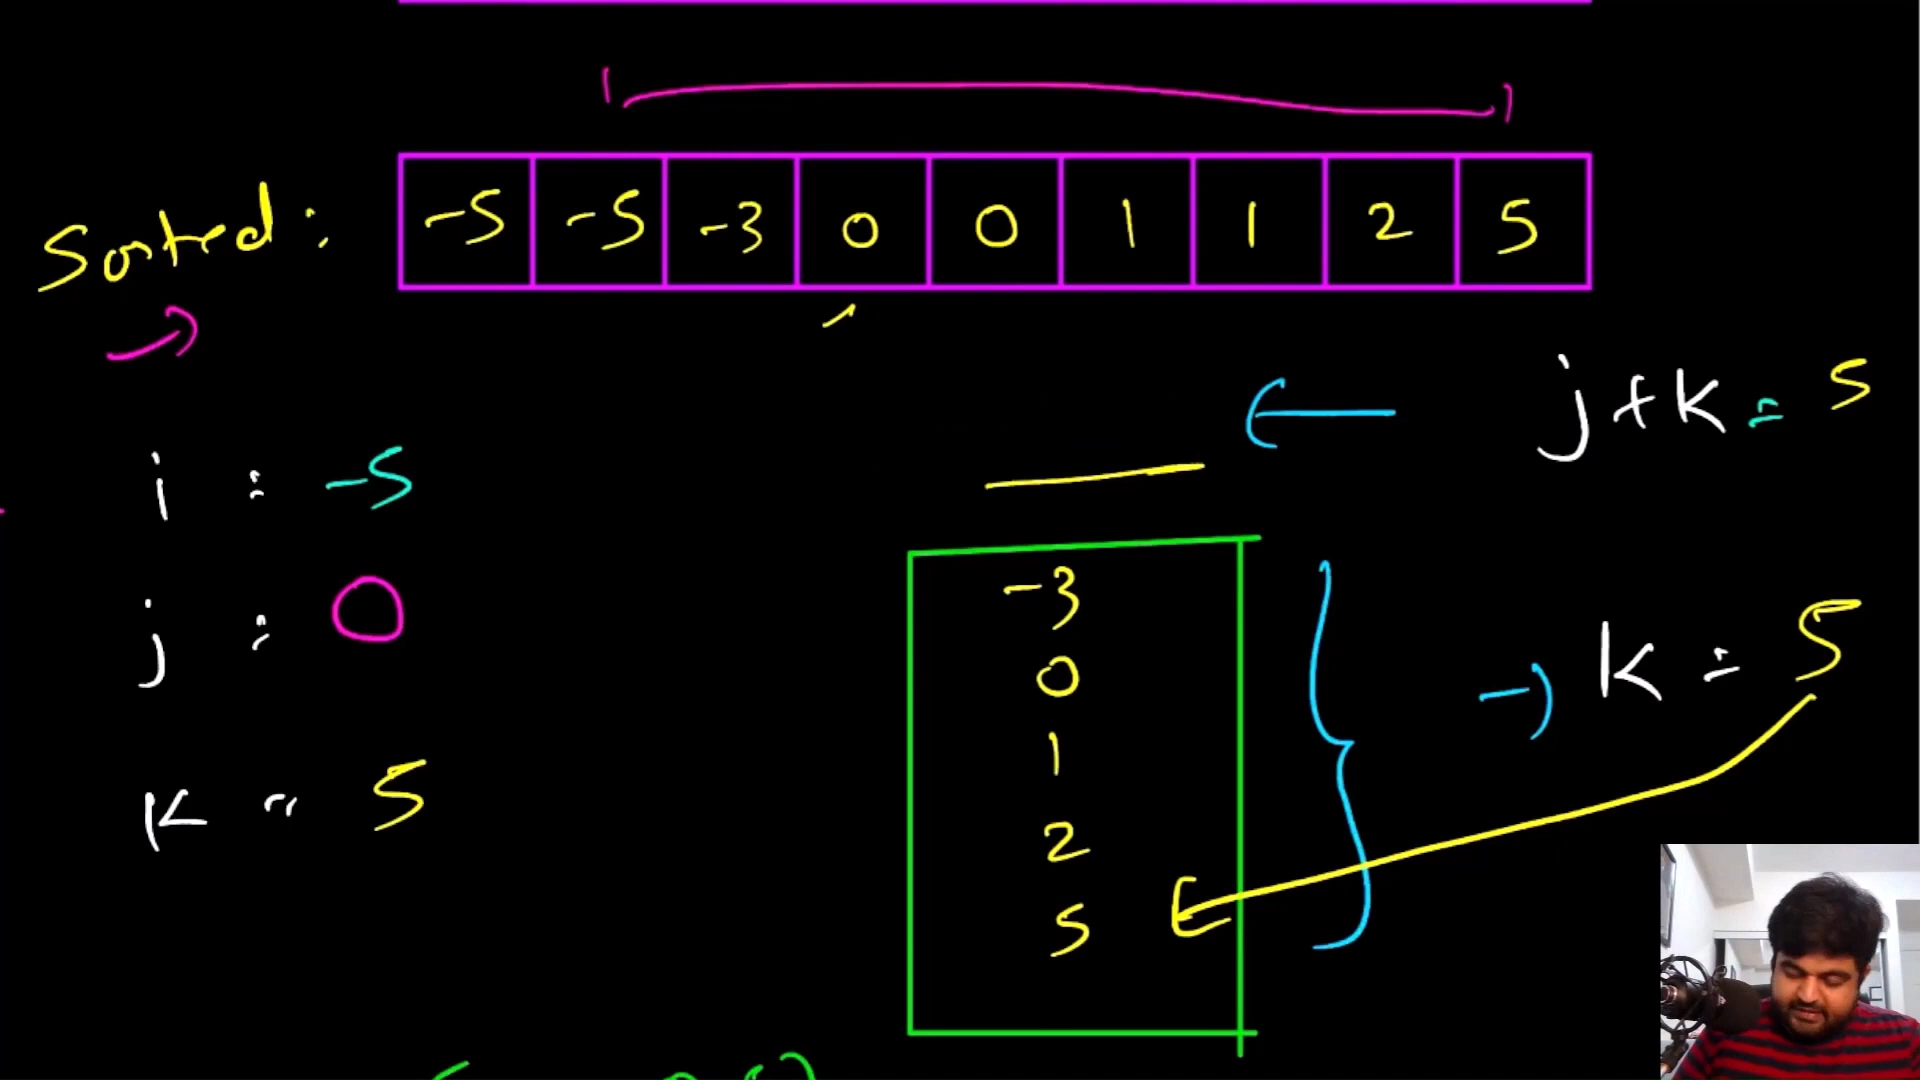 Sorted: -5 -5 -3 0 0 1 1 2 5
j+k = 5
i = -5
j = 0
k = 5
-3
0
1
2
5
k = 5